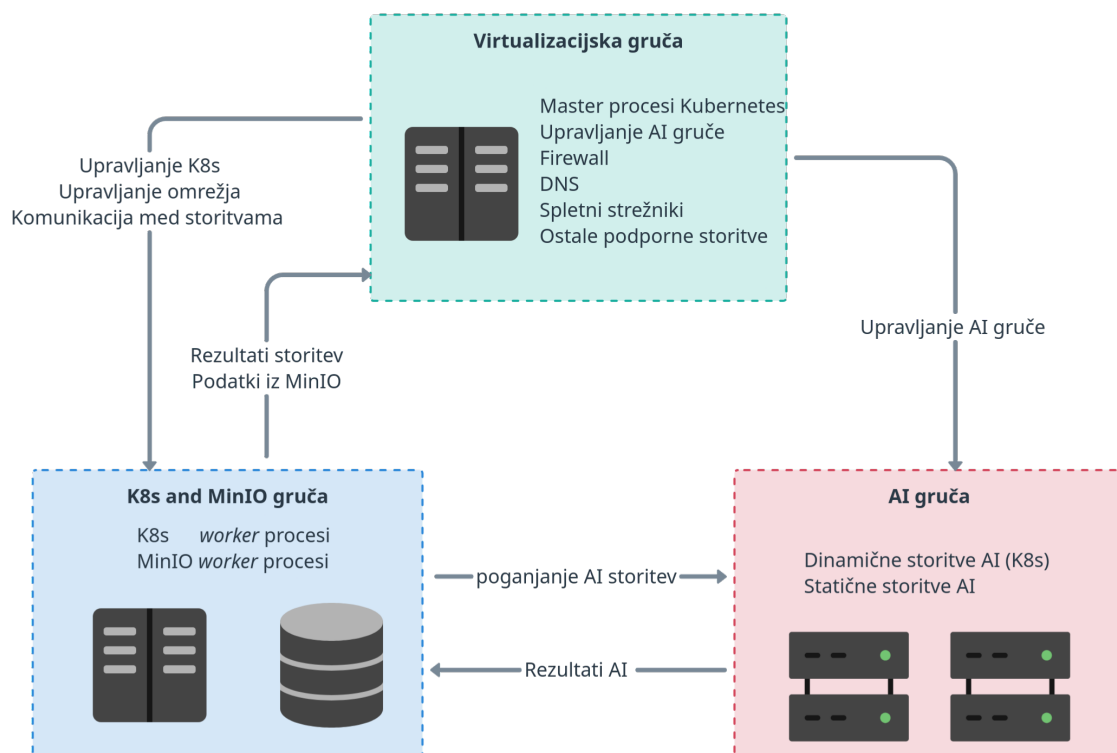 Virtualizacijska gruča
Master procesi Kubernetes
Upravljanje AI gruče
Firewall
DNS
Spletni strežniki
Ostale podporne storitve
Upravljanje K8s
Upravljanje omrežja
Komunikacija med storitvama
Rezultati storitev
Podatki iz MinIO
Upravljanje AI gruče
K8s and MinIO gruča
K8s worker procesi
MinIO worker procesi
poganjanje AI storitev
Rezultati AI
AI gruča
Dinamične storitve AI (K8s)
Statične storitve AI